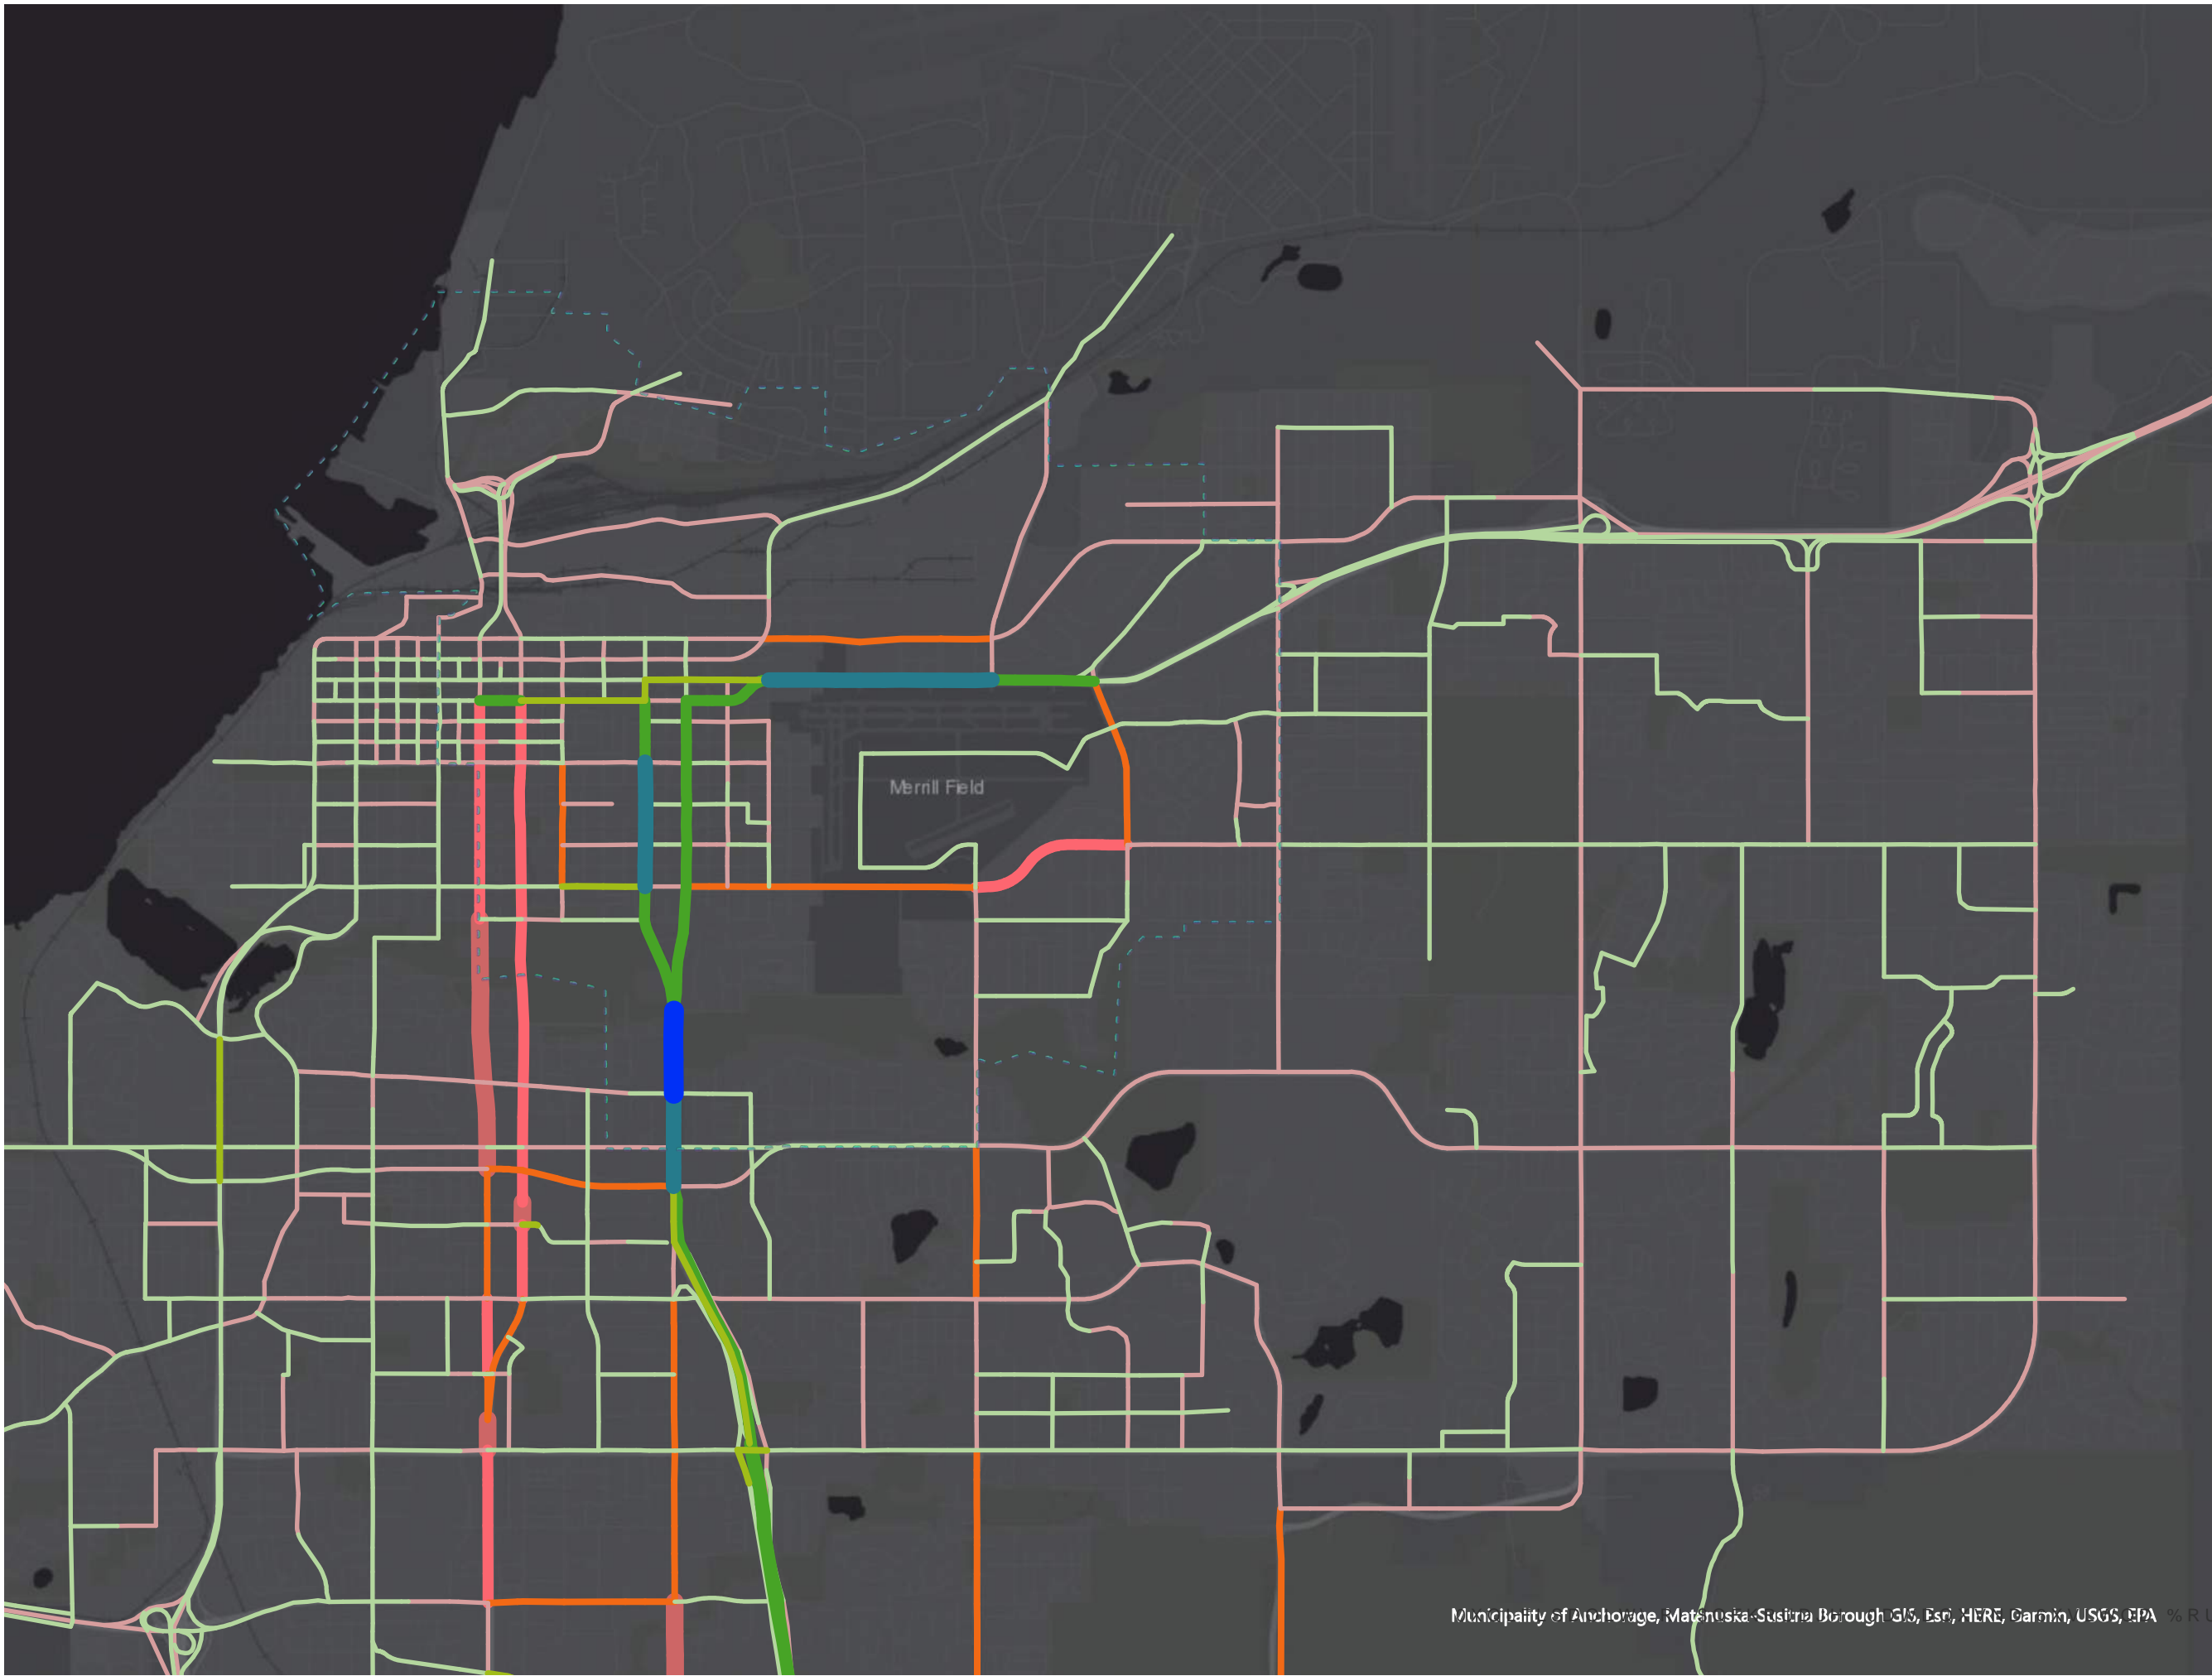 Merrill Field
Municipality of Anchorage, Matanuska-Susitna Borough GIS, Esri, HERE, Garmin, USGS, EPA